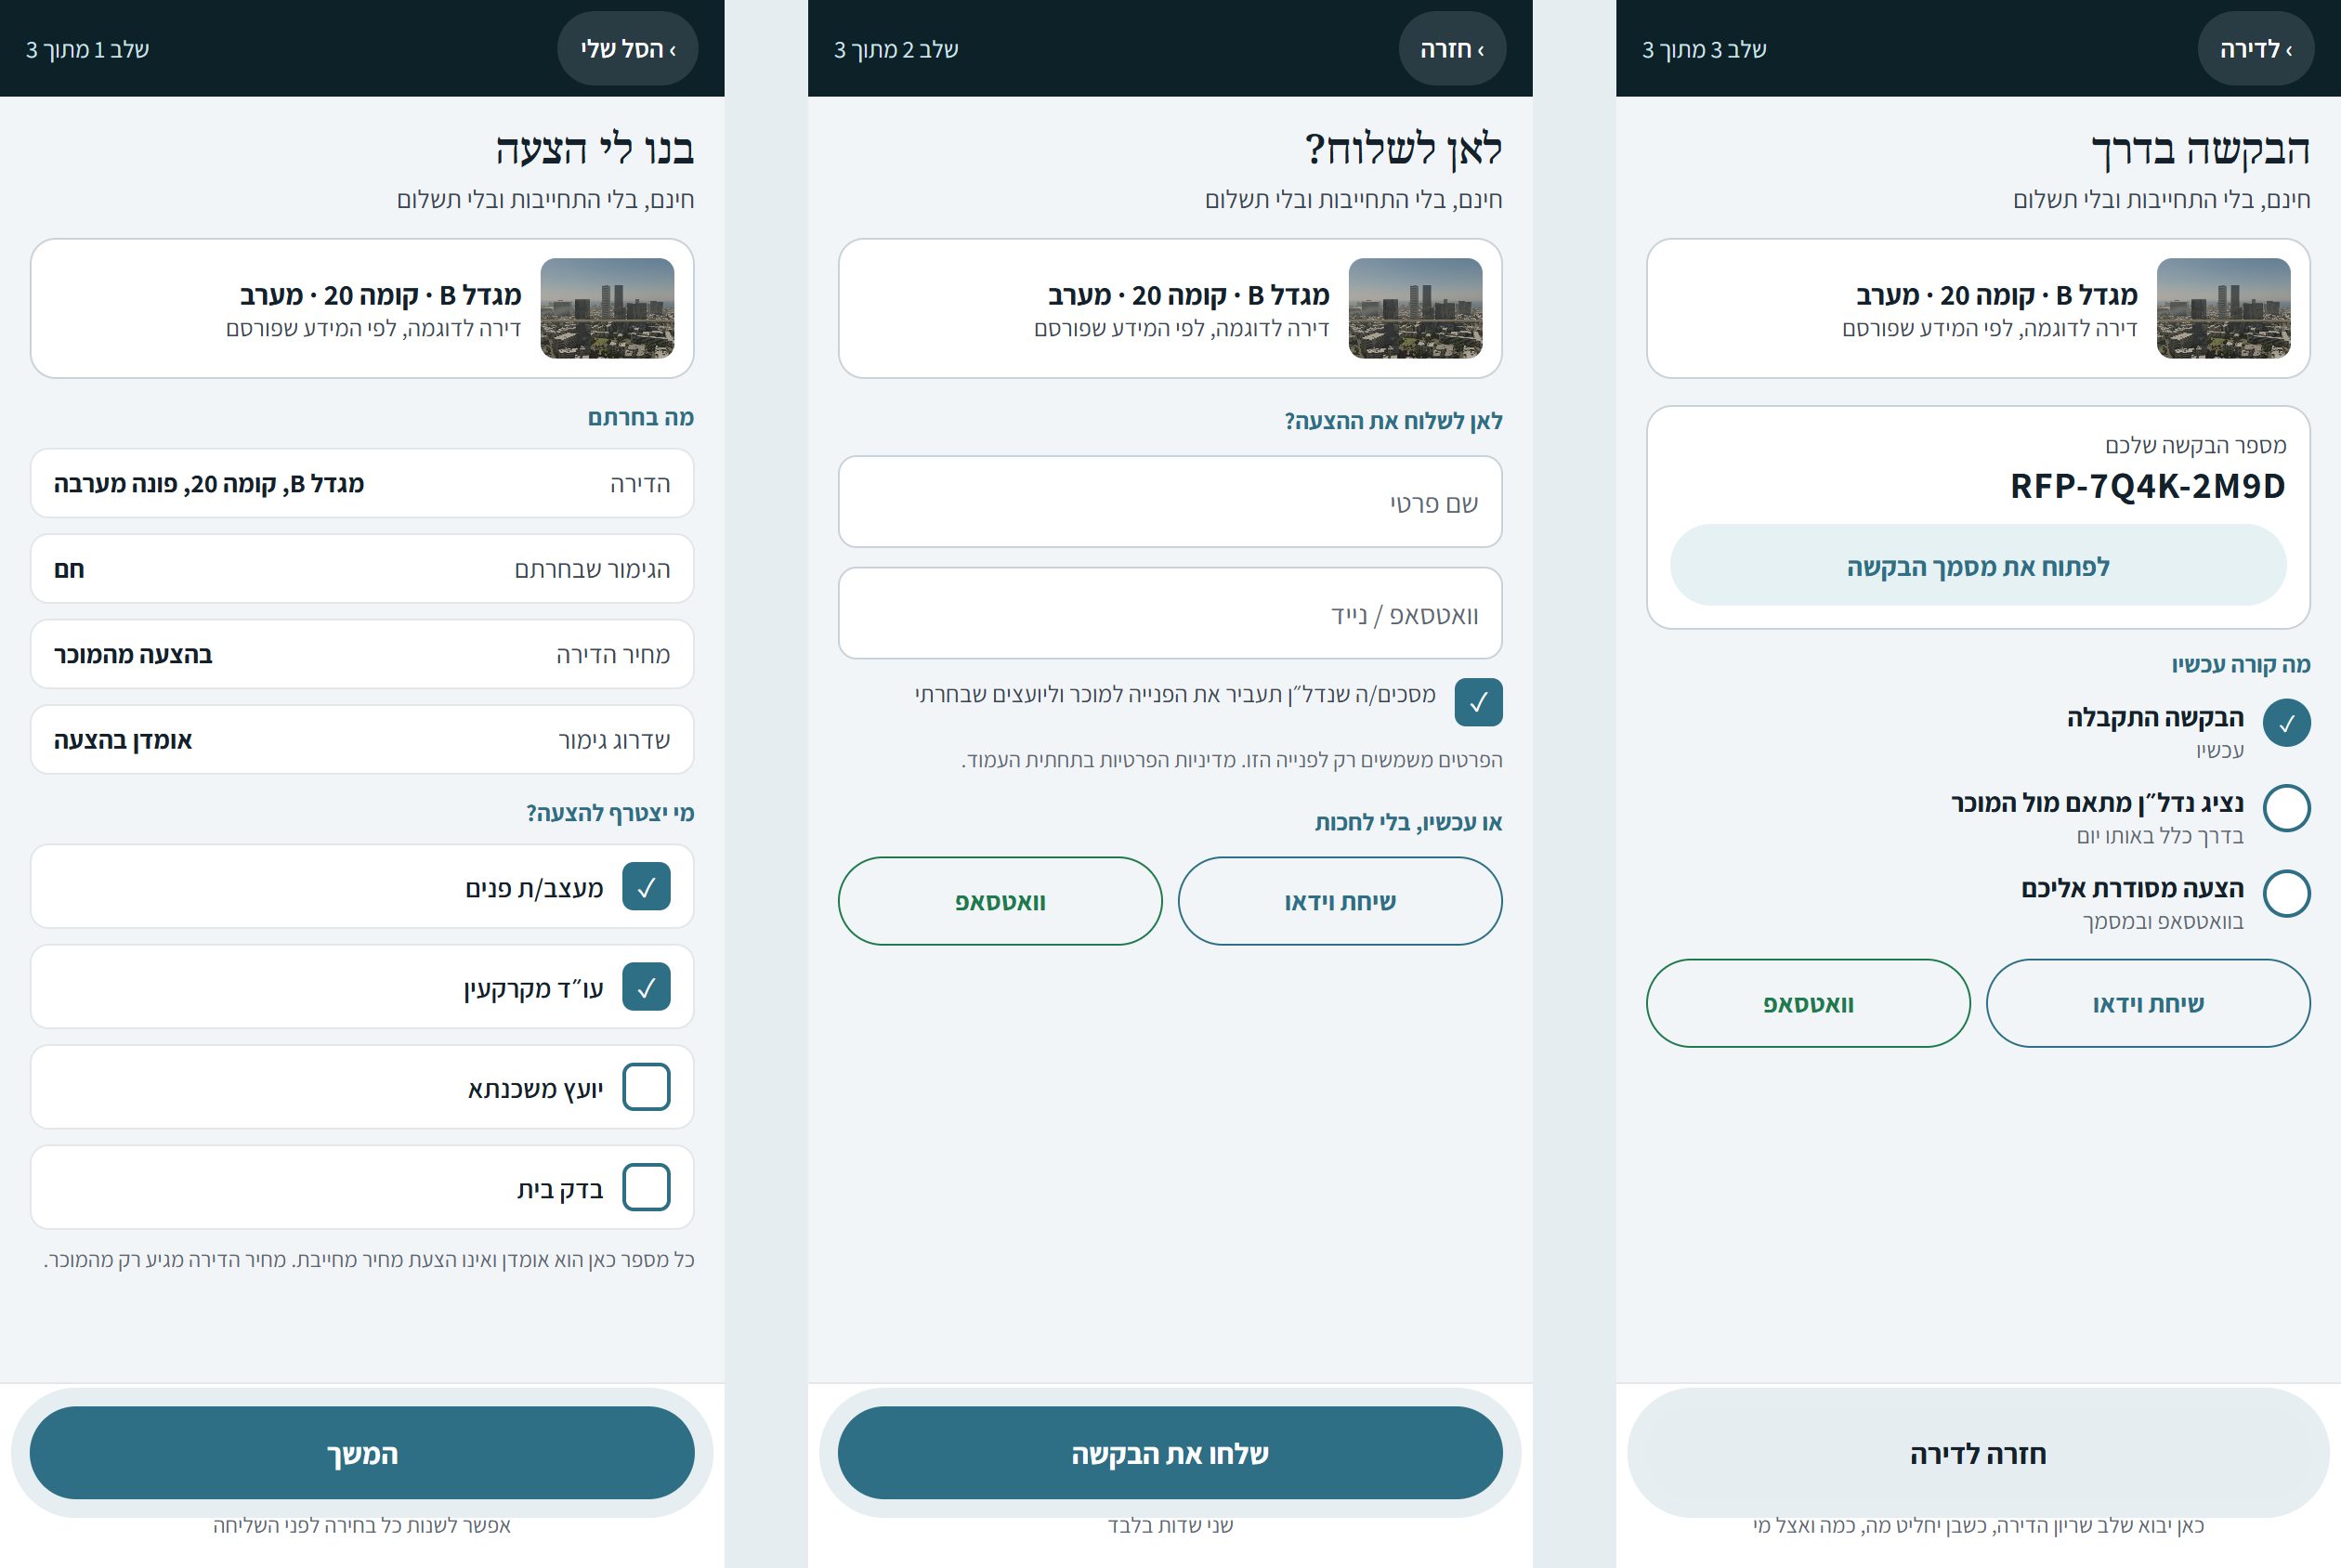 › הסל שלי
שלב 1 מתוך 3
בנו לי הצעה
חינם, בלי התחייבות ובלי תשלום
מגדל B · קומה 20 · מערב
דירה לדוגמה, לפי המידע שפורסם
מה בחרתם
הדירה
מגדל B, קומה 20, פונה מערבה
הגימור שבחרתם
חם
מחיר הדירה
בהצעה מהמוכר
שדרוג גימור
אומדן בהצעה
מי יצטרף להצעה?
✓ מעצב/ת פנים
✓ עו״ד מקרקעין
יועץ משכנתא
בדק בית
כל מספר כאן הוא אומדן ואינו הצעת מחיר מחייבת. מחיר הדירה מגיע רק מהמוכר.
המשך
אפשר לשנות כל בחירה לפני השליחה
› חזרה
שלב 2 מתוך 3
לאן לשלוח?
חינם, בלי התחייבות ובלי תשלום
מגדל B · קומה 20 · מערב
דירה לדוגמה, לפי המידע שפורסם
לאן לשלוח את ההצעה?
שם פרטי
וואטסאפ / נייד
✓ מסכים/ה שנדל״ן תעביר את הפנייה למוכר וליועצים שבחרתי
הפרטים משמשים רק לפנייה הזו. מדיניות הפרטיות בתחתית העמוד.
או עכשיו, בלי לחכות
שיחת וידאו
וואטסאפ
שלחו את הבקשה
שני שדות בלבד
› לדירה
שלב 3 מתוך 3
הבקשה בדרך
חינם, בלי התחייבות ובלי תשלום
מגדל B · קומה 20 · מערב
דירה לדוגמה, לפי המידע שפורסם
מספר הבקשה שלכם
RFP-7Q4K-2M9D
לפתוח את מסמך הבקשה
מה קורה עכשיו
✓ הבקשה התקבלה
עכשיו
נציג נדל״ן מתאם מול המוכר
בדרך כלל באותו יום
הצעה מסודרת אליכם
בוואטסאפ ובמסמך
שיחת וידאו
וואטסאפ
חזרה לדירה
כאן יבוא שלב שריון הדירה, כשבן יחליט מה, כמה ואצל מי